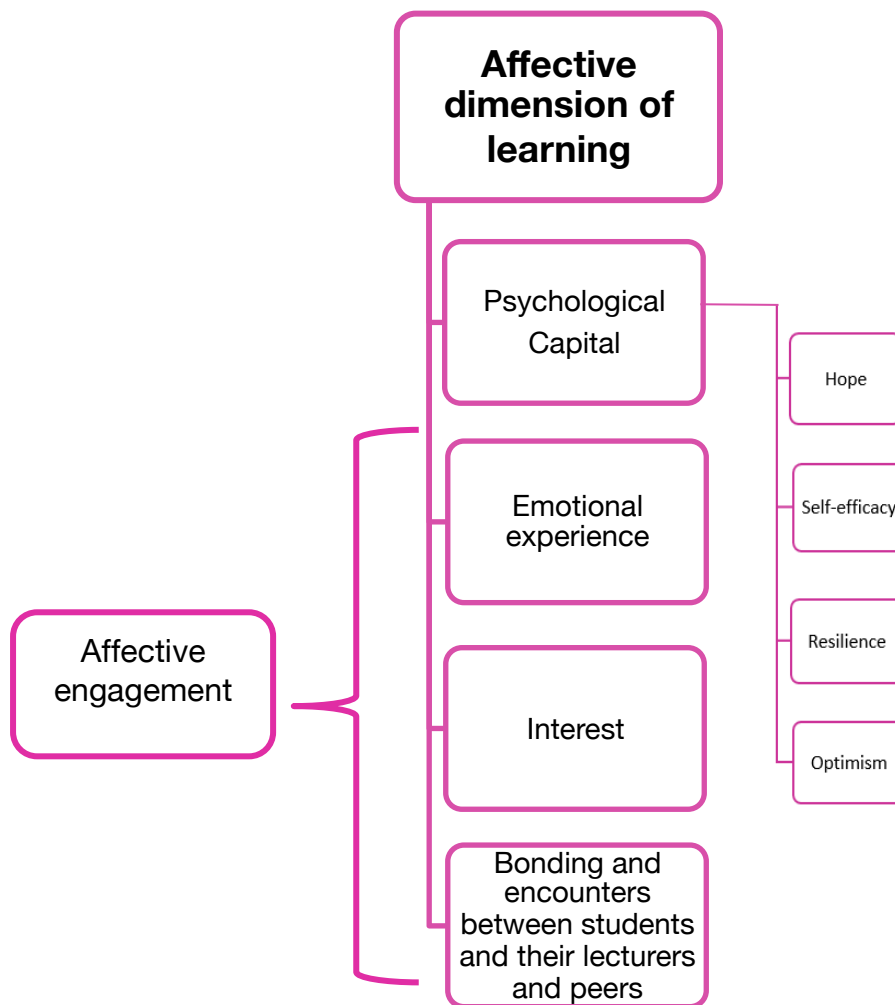 Affective
dimension of
learning
Psychological
Capital
Hope
Emotional
experience
Self-efficacy
Affective
engagement
Resilience
Interest
Optimism
Bonding and
encounters
between students
and their lecturers
and peers